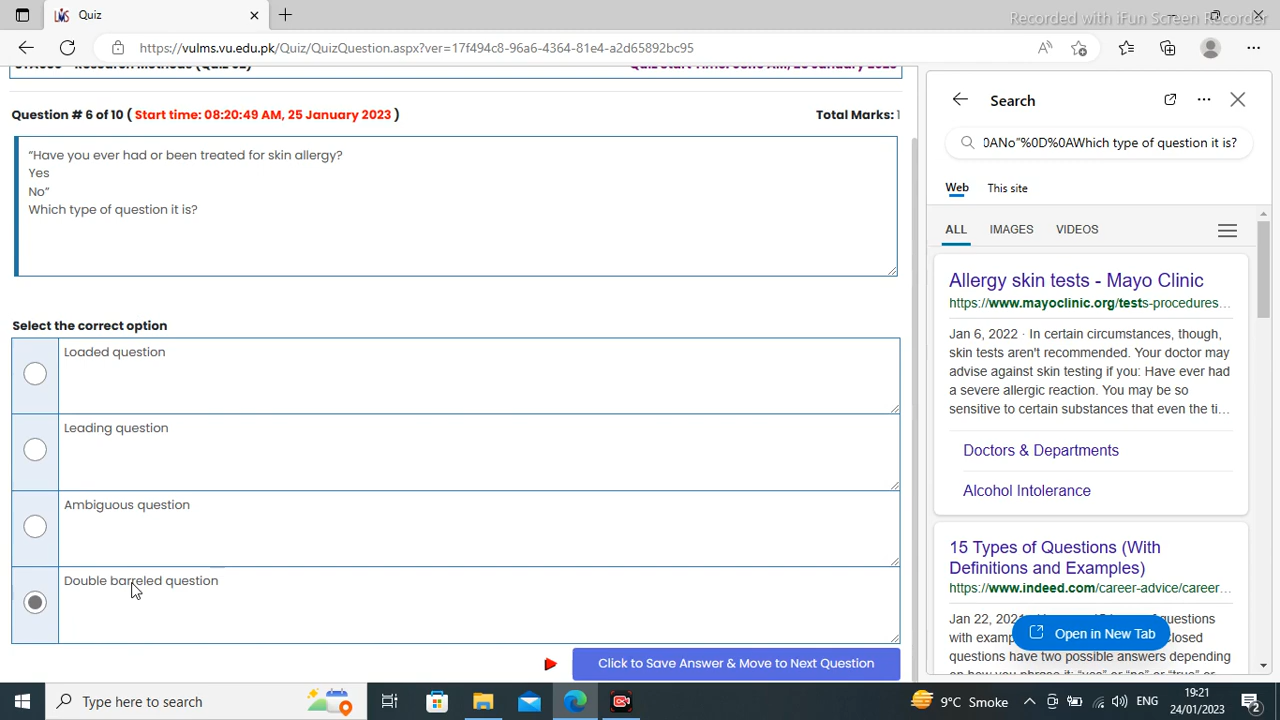 Quiz
Recorded with iFun Screen Recorder
https://vulms.vu.edu.pk/Quiz/QuizQuestion.aspx?ver=17f494c8-96a6-4364-81e4-a2d65892bc95
Question # 6 of 10 ( Start time: 08:20:49 AM, 25 January 2023 )
Total Marks: 1
“Have you ever had or been treated for skin allergy?
Yes
No”
Which type of question it is?
Select the correct option
Loaded question
Leading question
Ambiguous question
Double barreled question
Click to Save Answer & Move to Next Question
Search
0ANo"%0D%0AWhich type of question it is?
Web
This site
ALL
IMAGES
VIDEOS
Allergy skin tests - Mayo Clinic
https://www.mayoclinic.org/tests-procedures...
Jan 6, 2022 · In certain circumstances, though,
skin tests aren't recommended. Your doctor may
advise against skin testing if you: Have ever had
a severe allergic reaction. You may be so
sensitive to certain substances that even the ti...
Doctors & Departments
Alcohol Intolerance
15 Types of Questions (With
Definitions and Examples)
https://www.indeed.com/career-advice/career...
Open in New Tab
questions have two possible answers depending
Type here to search
9°C Smoke
ENG
19:21
24/01/2023
2